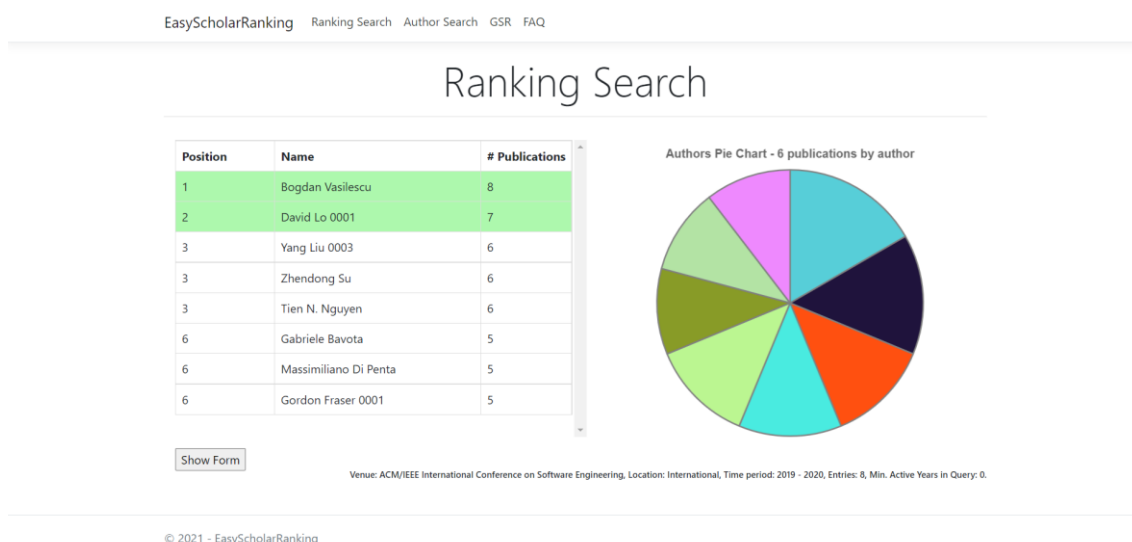 EasyScholarRanking Ranking Search Author Search GSR FAQ
Ranking Search
Position Name # Publications
1 Bogdan Vasilescu 8
2 David Lo 0001 7
3 Yang Liu 0003 6
3 Zhendong Su 6
3 Tien N. Nguyen 6
6 Gabriele Bavota 5
6 Massimiliano Di Penta 5
6 Gordon Fraser 0001 5
Authors Pie Chart - 6 publications by author
Show Form
Venue: ACM/IEEE International Conference on Software Engineering, Location: International, Time period: 2019 - 2020, Entries: 8, Min. Active Years in Query: 0.
© 2021 - EasyScholarRanking